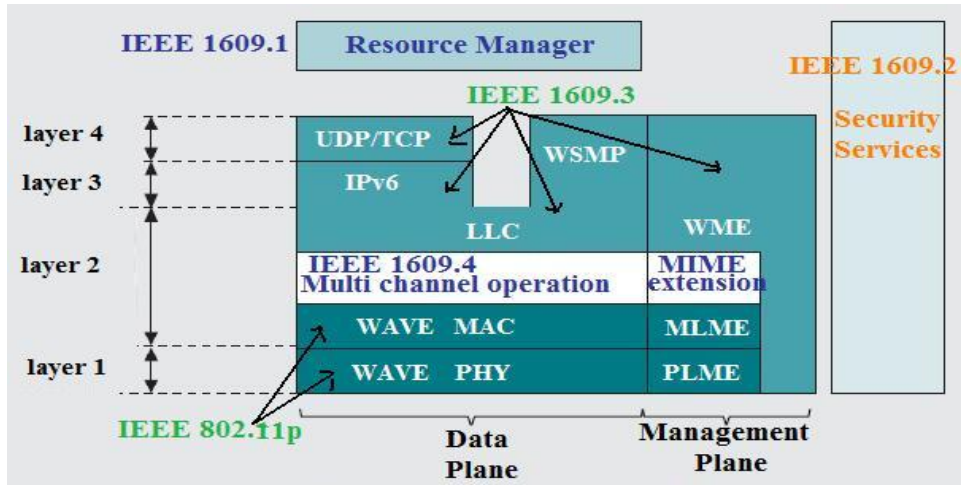 IEEE 1609.1
Resource Manager
IEEE 1609.2
Security
Services
IEEE 1609.3
layer 4
UDP/TCP
WSMP
layer 3
IPv6
LLC
WME
layer 2
IEEE 1609.4
Multi channel operation
MIME
extension
WAVE MAC
MLME
layer 1
WAVE PHY
PLME
IEEE 802.11p
Data
Plane
Management
Plane